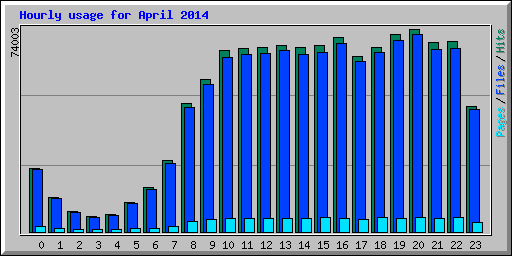 Hourly usage for April 2014
74003
Pages/Files/Hits
0 1 2 3 4 5 6 7 8 9 10 11 12 13 14 15 16 17 18 19 20 21 22 23